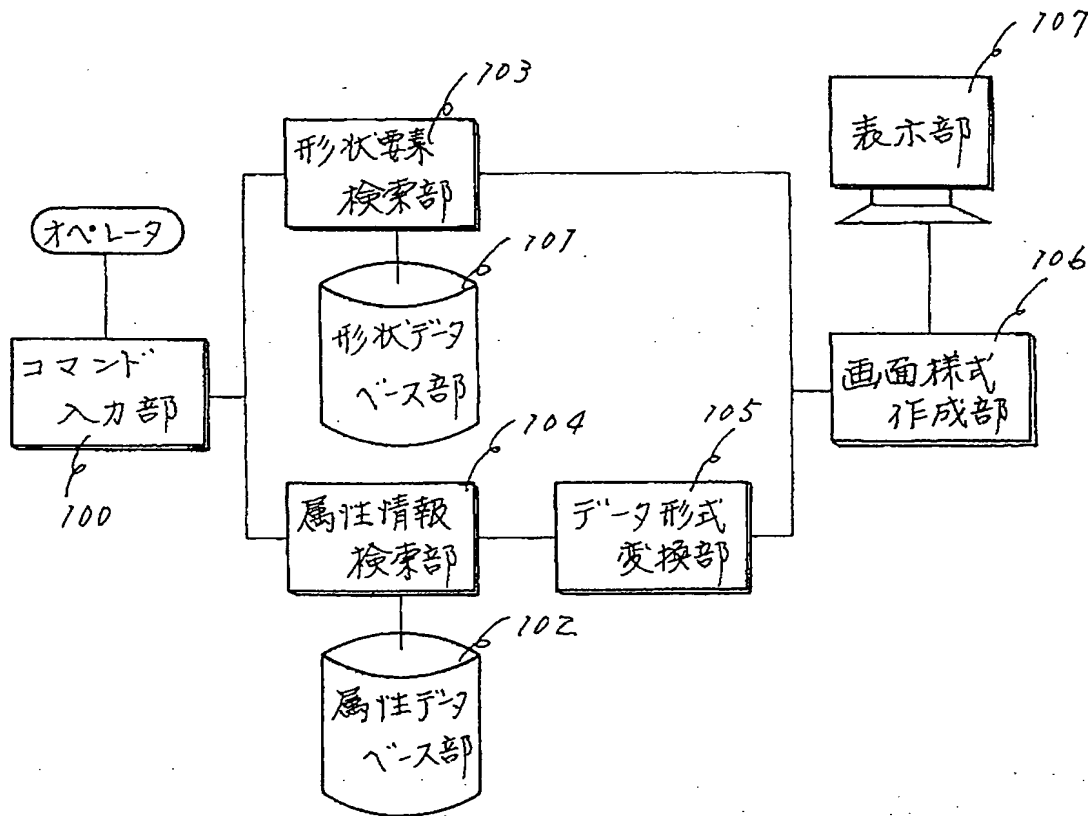 107
103
形状要素
検索部
表示部
オペレータ
101
106
形状データ
ベース部
コマンド
入力部
画面様式
作成部
104
105
100
属性情報
検索部
データ形式
変換部
102
属性データ
ベース部